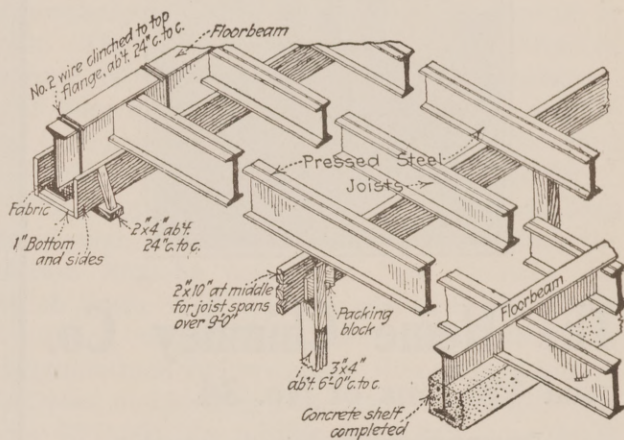 No. 2 wire clinched to top
flange, ab't. 24" c. to c.
Floorbeam
Pressed Steel
Joists
Fabric
1" Bottom
and sides
2"x4" ab't.
24" c. to c.
2"x10" at middle
for joist spans
over 9'-0"
Packing
block
3"x4"
ab't. 6'-0" c. to c.
Floorbeam
Concrete shelf
completed